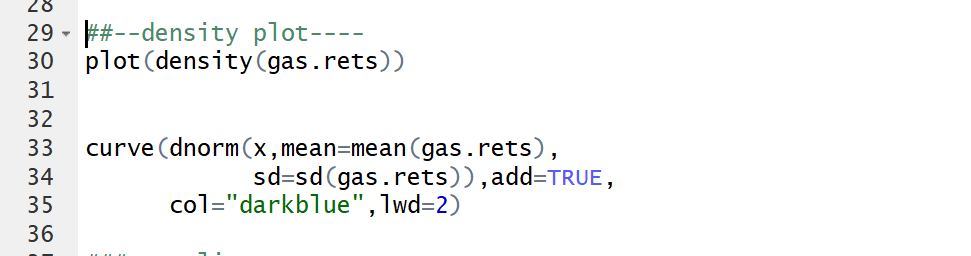 28
29 ##--density plot----
30 plot(density(gas.rets))
31
32
33 curve(dnorm(x,mean=mean(gas.rets),
34 sd=sd(gas.rets)),add=TRUE,
35 col="darkblue",lwd=2)
36